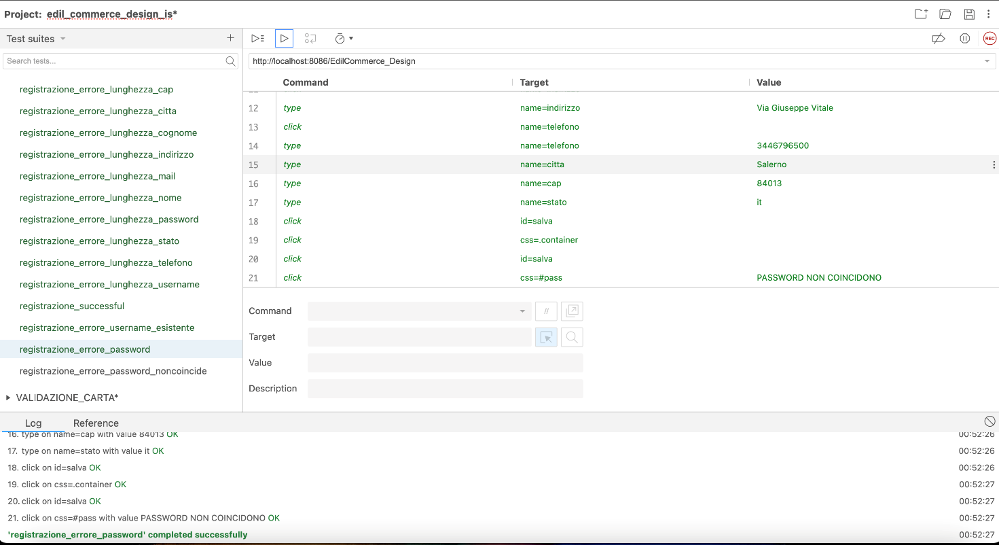 Project: edil_commerce_design_is*
Test suites
Search tests...
registrazione_errore_lunghezza_cap
registrazione_errore_lunghezza_citta
registrazione_errore_lunghezza_cognome
registrazione_errore_lunghezza_indirizzo
registrazione_errore_lunghezza_mail
registrazione_errore_lunghezza_nome
registrazione_errore_lunghezza_password
registrazione_errore_lunghezza_stato
registrazione_errore_lunghezza_telefono
registrazione_errore_lunghezza_username
registrazione_successful
registrazione_errore_username_esistente
registrazione_errore_password
registrazione_errore_password_noncoincide
VALIDAZIONE_CARTA*
REC
http://localhost:8086/EdilCommerce_Design
Command Target Value
12 type name=indirizzo Via Giuseppe Vitale
13 click name=telefono
14 type name=telefono 3446796500
15 type name=citta Salerno
16 type name=cap 84013
17 type name=stato it
18 click id=salva
19 click css=.container
20 click id=salva
21 click css=#pass PASSWORD NON COINCIDONO
Command //
Target
Value
Description
Log Reference
16. type on name=cap with value 84013 OK 00:52:26
17. type on name=stato with value it OK 00:52:26
18. click on id=salva OK 00:52:26
19. click on css=.container OK 00:52:27
20. click on id=salva OK 00:52:27
21. click on css=#pass with value PASSWORD NON COINCIDONO OK 00:52:27
'registrazione_errore_password' completed successfully 00:52:27